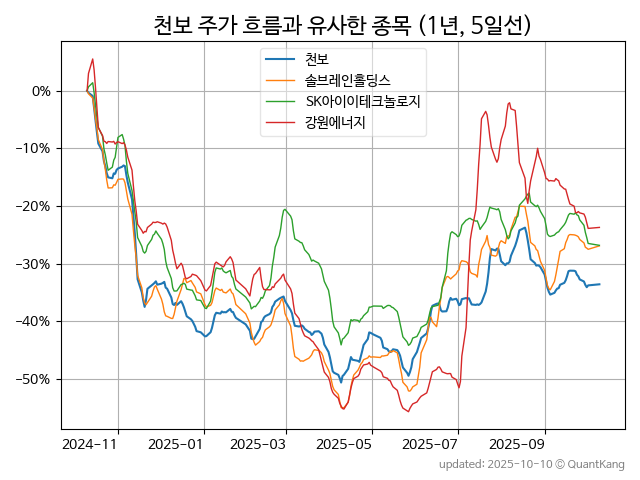 천보 주가 흐름과 유사한 종목 (1년, 5일선)
천보
솔브레인홀딩스
SK아이이테크놀로지
강원에너지
0%
−10%
−20%
−30%
−40%
−50%
2024-11 2025-01 2025-03 2025-05 2025-07 2025-09
updated: 2025-10-10 © QuantKang